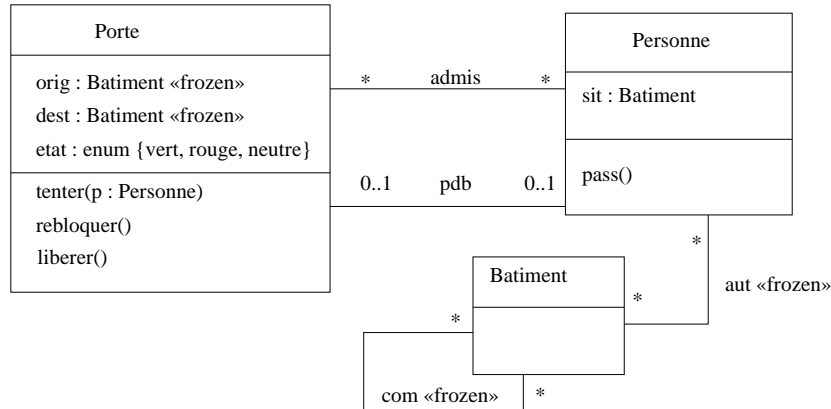 Porte
orig : Batiment «frozen»
dest : Batiment «frozen»
etat : enum {vert, rouge, neutre}
tenter(p : Personne)
rebloquer()
liberer()
* admis *
0..1 pdb 0..1
Personne
sit : Batiment
pass()
*
aut «frozen»
Batiment
*
*
com «frozen»
*